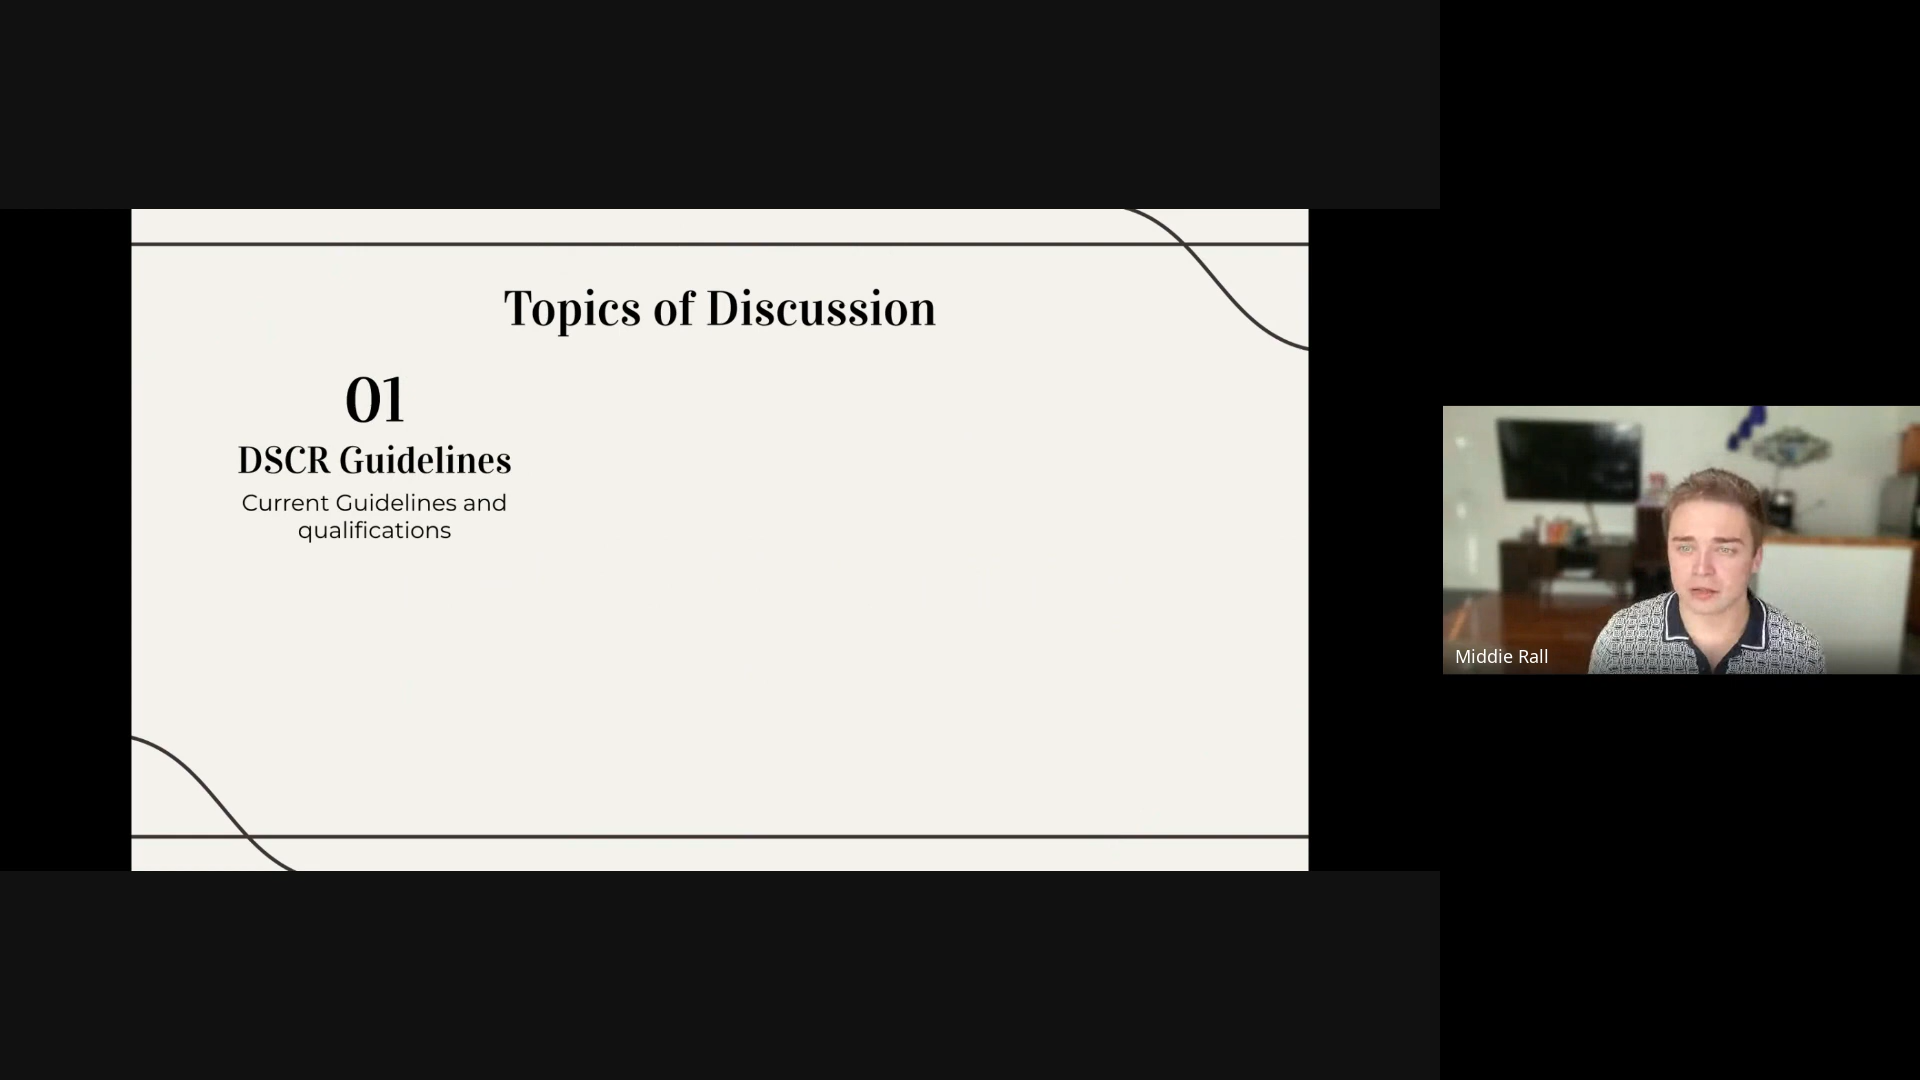 Topics of Discussion
01
DSCR Guidelines
Current Guidelines and
qualifications
Middie Rall